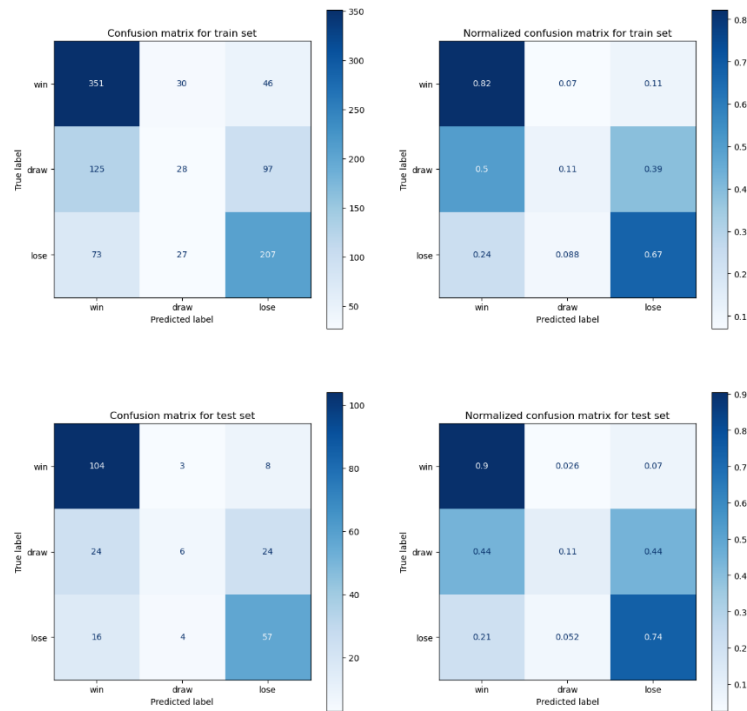 Confusion matrix for train set
350
300
250
200
150
100
50
win
draw
lose
True label
351 30 46
125 28 97
73 27 207
win draw lose
Predicted label
Normalized confusion matrix for train set
0.8
0.7
0.6
0.5
0.4
0.3
0.2
0.1
win
draw
lose
True label
0.82 0.07 0.11
0.5 0.11 0.39
0.24 0.088 0.67
win draw lose
Predicted label
Confusion matrix for test set
100
80
60
40
20
win
draw
lose
True label
104 3 8
24 6 24
16 4 57
win draw lose
Predicted label
Normalized confusion matrix for test set
0.9
0.8
0.7
0.6
0.5
0.4
0.3
0.2
0.1
win
draw
lose
True label
0.9 0.026 0.07
0.44 0.11 0.44
0.21 0.052 0.74
win draw lose
Predicted label